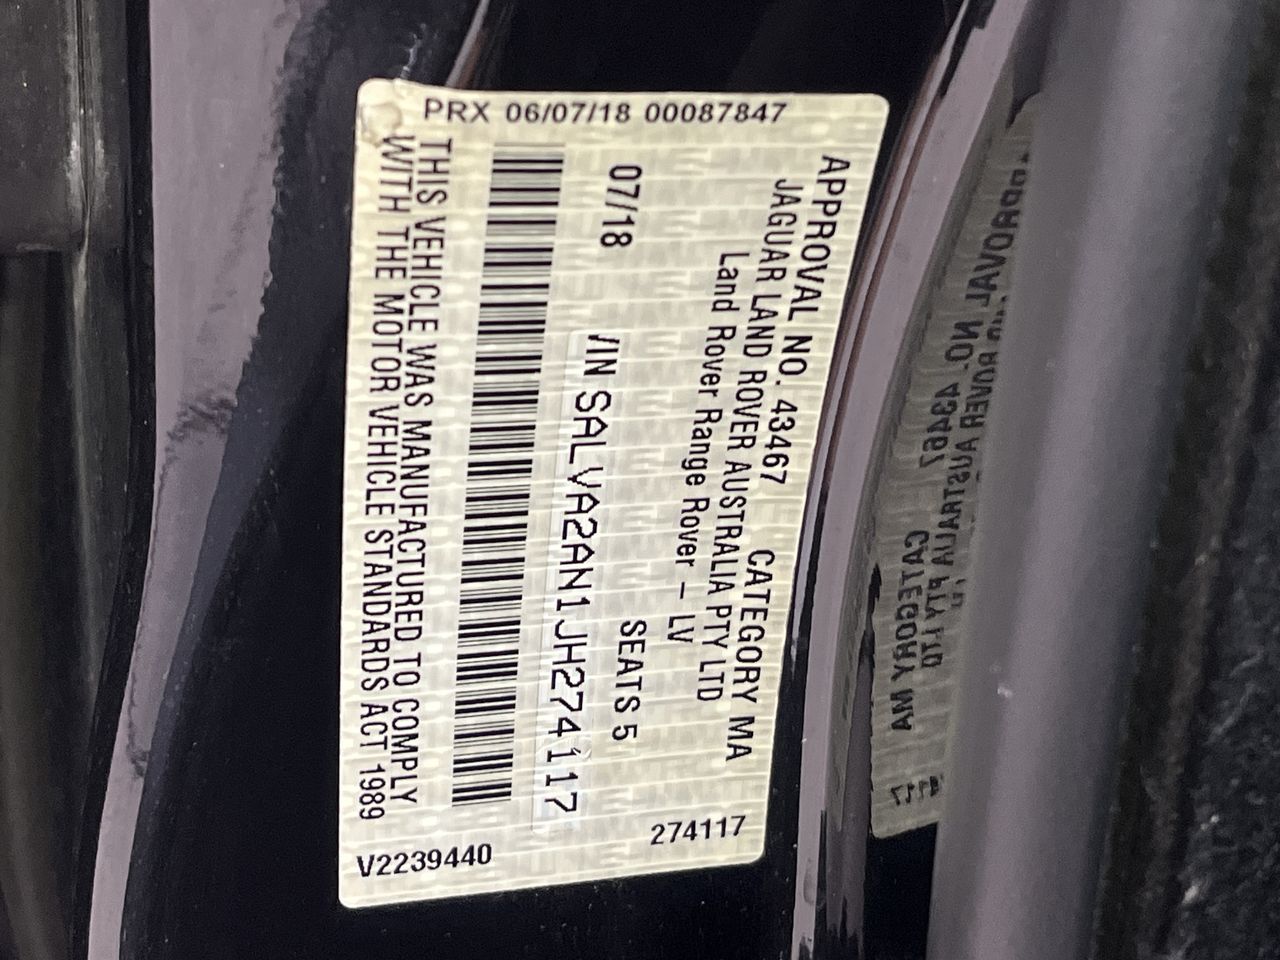 PRX 06/07/18 00087847
APPROVAL NO. 43467 CATEGORY MA
JAGUAR LAND ROVER AUSTRALIA PTY LTD
Land Rover Range Rover - LV
07/18 SEATS 5
VIN SALVA2AN1JH274117
THIS VEHICLE WAS MANUFACTURED TO COMPLY
WITH THE MOTOR VEHICLE STANDARDS ACT 1989
V2239440 274117